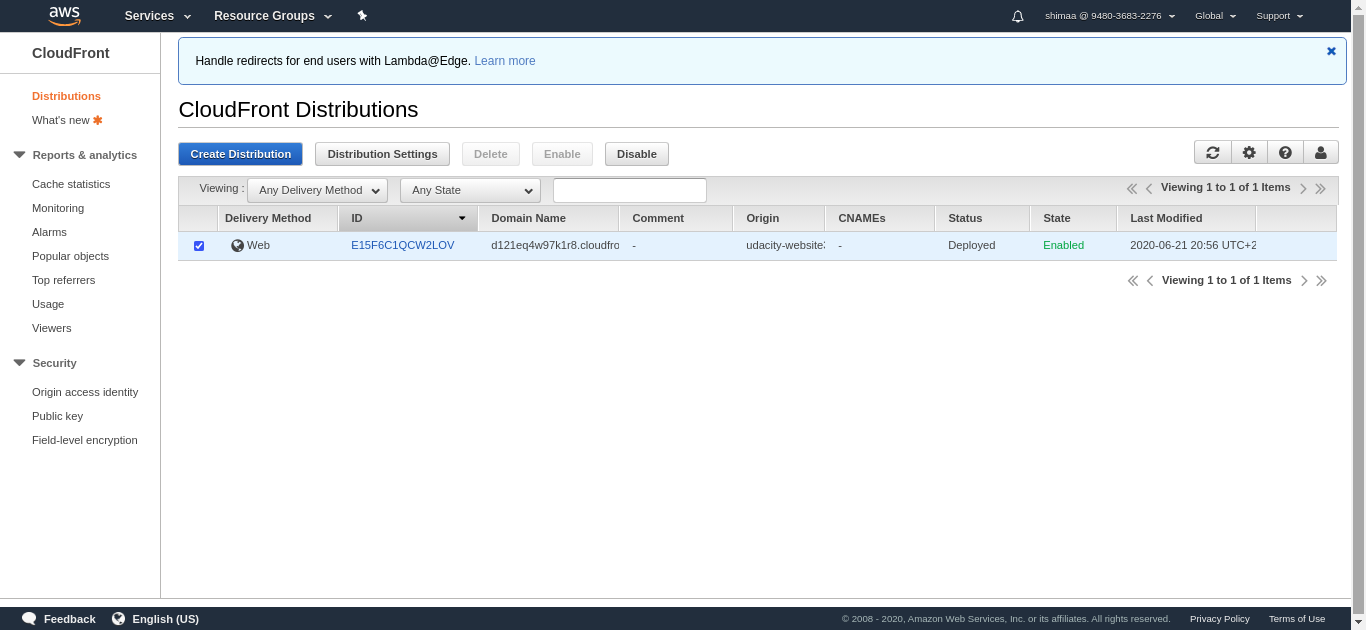 aws Services Resource Groups shimaa @ 9480-3683-2276 Global Support
CloudFront
Distributions
What's new
Reports & analytics
Cache statistics
Monitoring
Alarms
Popular objects
Top referrers
Usage
Viewers
Security
Origin access identity
Public key
Field-level encryption
Handle redirects for end users with Lambda@Edge. Learn more
CloudFront Distributions
Create Distribution Distribution Settings Delete Enable Disable
Viewing : Any Delivery Method Any State Viewing 1 to 1 of 1 Items
Delivery Method ID Domain Name Comment Origin CNAMEs Status State Last Modified
Web E15F6C1QCW2LOV d121eq4w97k1r8.cloudfro - udacity-website - Deployed Enabled 2020-06-21 20:56 UTC+2
Viewing 1 to 1 of 1 Items
Feedback English (US) © 2008 - 2020, Amazon Web Services, Inc. or its affiliates. All rights reserved. Privacy Policy Terms of Use